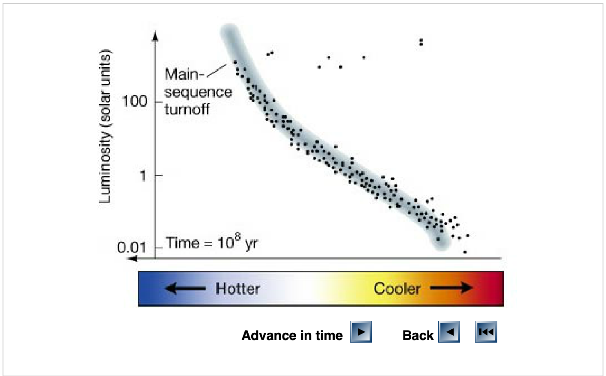 Luminosity (solar units)
Main-
sequence
turnoff
100
1
0.01
Time = 10⁸ yr
Hotter
Cooler
Advance in time
Back